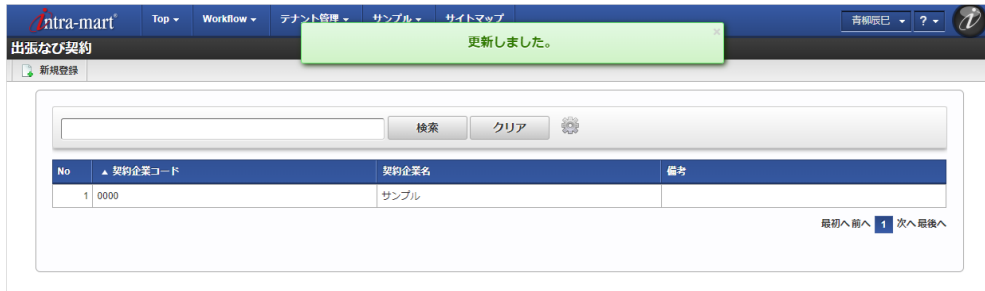 intra-mart Top Workflow テナント管理 サンプル サイトマップ 青柳辰巳 ?
更新しました。
出張なび契約
新規登録
検索 クリア
No ▲ 契約企業コード 契約企業名 備考
1 0000 サンプル
最初へ 前へ 1 次へ 最後へ